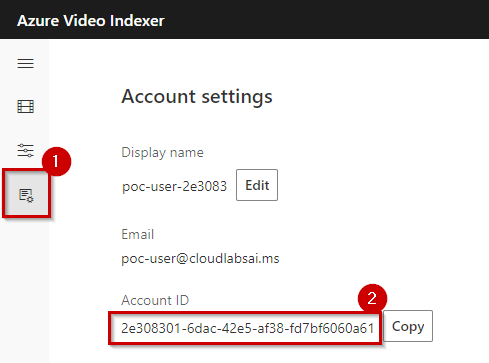 Azure Video Indexer
Account settings
1
Display name
poc-user-2e3083 Edit
Email
poc-user@cloudlabsai.ms
2
Account ID
2e308301-6dac-42e5-af38-fd7bf6060a61 Copy